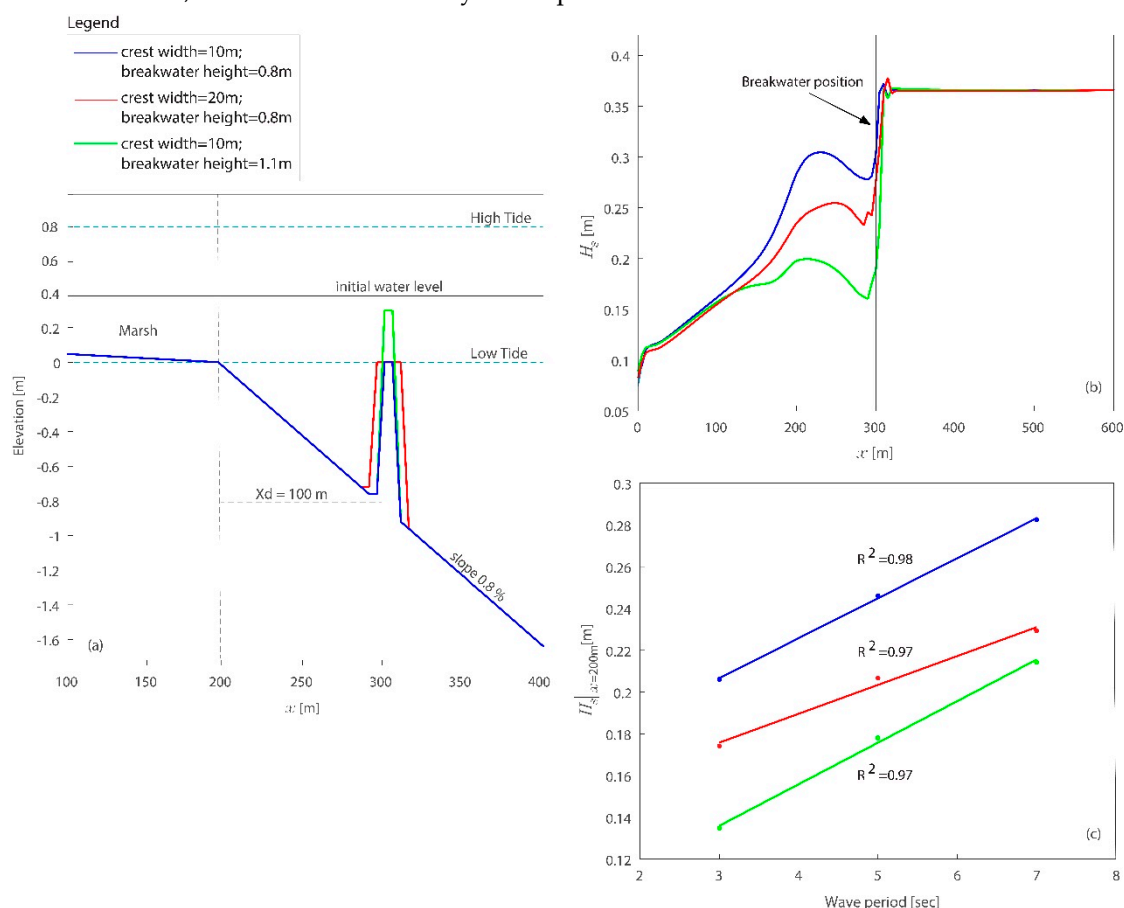 Legend
crest width=10m;
breakwater height=0.8m
crest width=20m;
breakwater height=0.8m
crest width=10m;
breakwater height=1.1m
High Tide
initial water level
Marsh
Low Tide
Xd = 100 m
slope 0.8 %
(a)
Elevation [m]
0.8
0.6
0.4
0.2
0
-0.2
-0.4
-0.6
-0.8
-1
-1.2
-1.4
-1.6
100
150
200
250
300
350
400
x [m]
Breakwater position
(b)
Hs [m]
0.4
0.35
0.3
0.25
0.2
0.15
0.1
0.05
0
100
200
300
400
500
600
x [m]
R 2 =0.98
R 2 =0.97
R 2 =0.97
(c)
Hs|x=200m[m]
0.3
0.28
0.26
0.24
0.22
0.2
0.18
0.16
0.14
0.12
2
3
4
5
6
7
8
Wave period [sec]